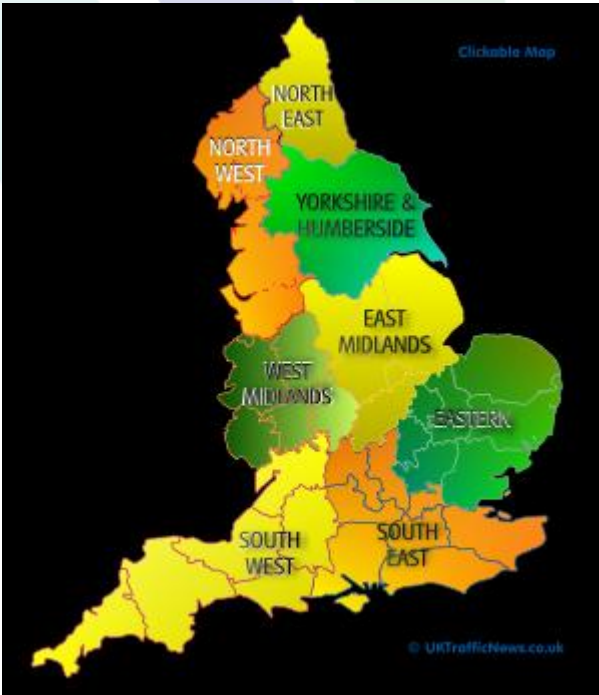 Clickable Map
NORTH
EAST
NORTH
WEST
YORKSHIRE &
HUMBERSIDE
EAST
MIDLANDS
WEST
MIDLANDS
EASTERN
SOUTH
WEST
SOUTH
EAST
© UKTrafficNews.co.uk